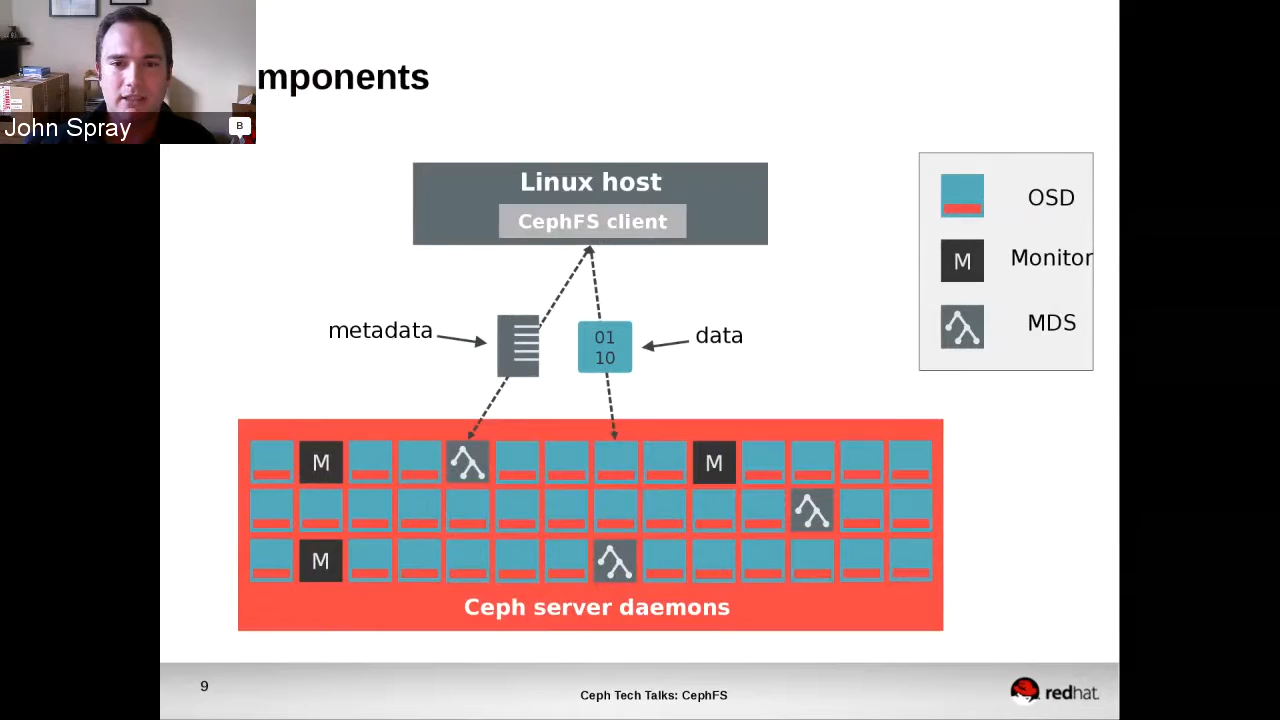 mponents
John Spray
B
Linux host
CephFS client
OSD
M
Monitor
MDS
metadata
01
10
data
M
M
M
Ceph server daemons
9
Ceph Tech Talks: CephFS
redhat.